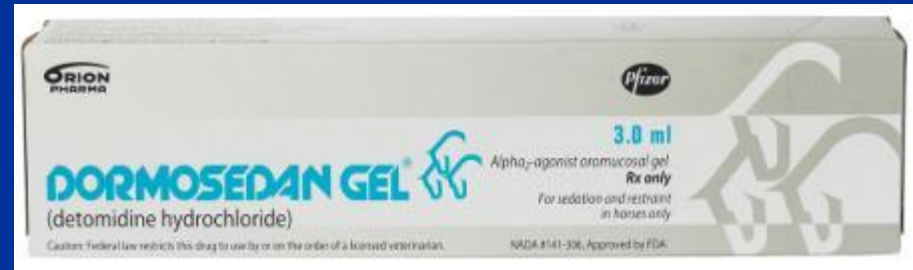 ORION
PHARMA
Pfizer
3.0 ml
Alpha₂-agonist oromucosal gel
Rx only
For sedation and restraint
in horses only
DORMOSEDAN GEL®
(detomidine hydrochloride)
Caution: Federal law restricts this drug to use by or on the order of a licensed veterinarian.
NADA #141-306, Approved by FDA